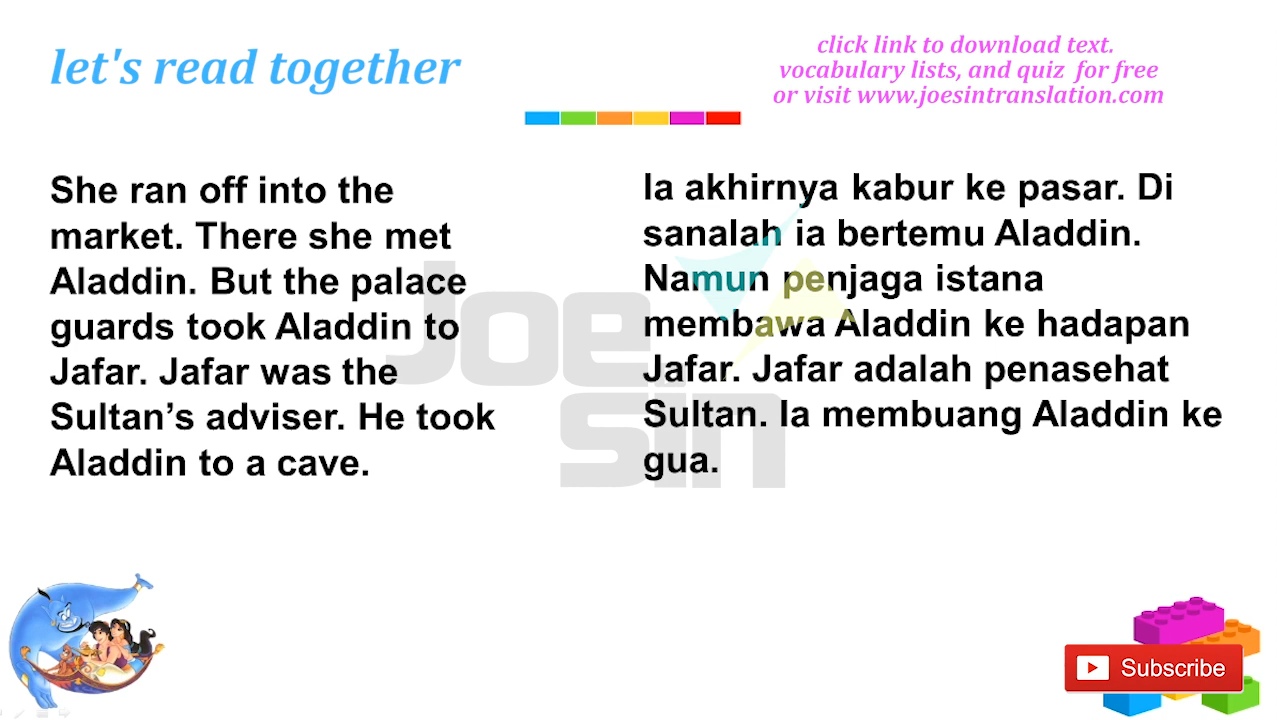 let's read together
click link to download text.
vocabulary lists, and quiz for free
or visit www.joesintranslation.com
She ran off into the
market. There she met
Aladdin. But the palace
guards took Aladdin to
Jafar. Jafar was the
Sultan’s adviser. He took
Aladdin to a cave.
Ia akhirnya kabur ke pasar. Di
sanalah ia bertemu Aladdin.
Namun penjaga istana
membawa Aladdin ke hadapan
Jafar. Jafar adalah penasehat
Sultan. Ia membuang Aladdin ke
gua.
Joe
sin
Subscribe